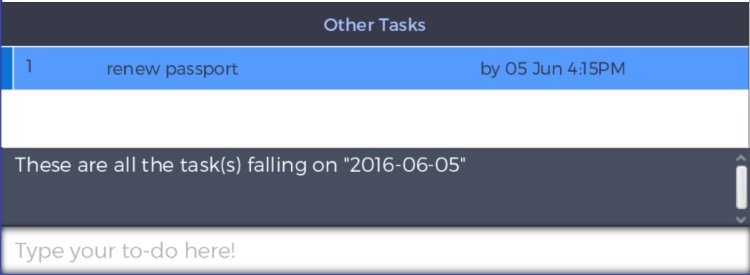 Other Tasks
1 renew passport by 05 Jun 4:15PM
These are all the task(s) falling on "2016-06-05"
Type your to-do here!